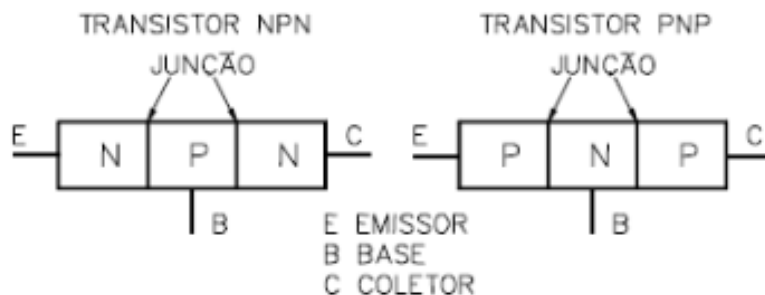 TRANSISTOR NPN
JUNÇÃO
E
N P N
C
B
TRANSISTOR PNP
JUNÇÃO
E
P N P
C
B
E EMISSOR
B BASE
C COLETOR